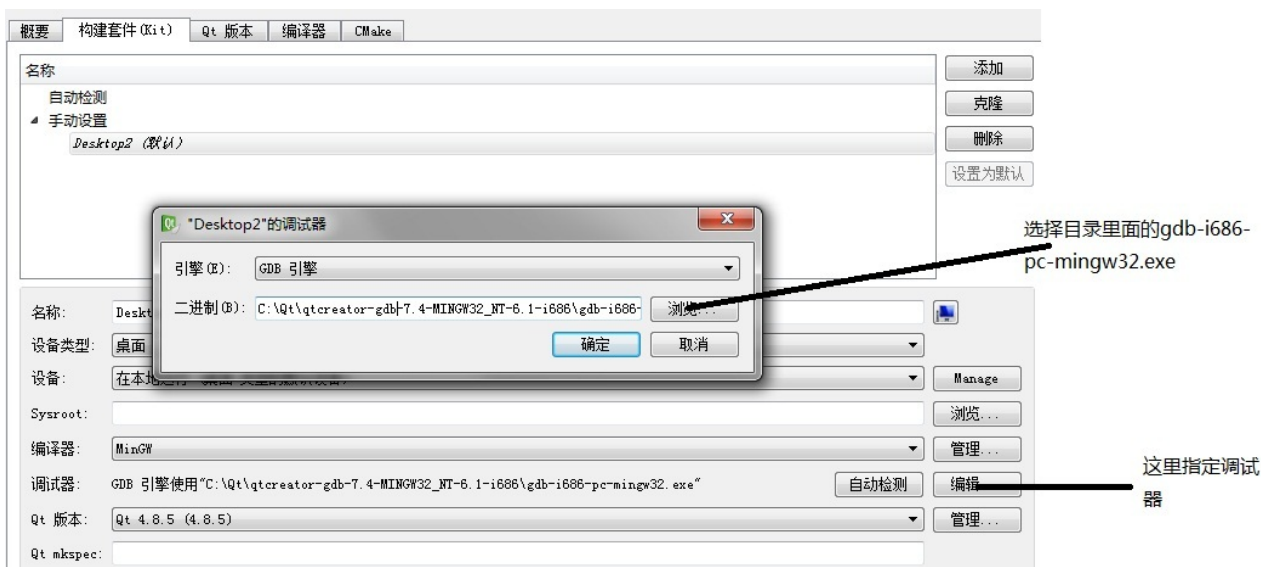 概要 构建套件(Kit) Qt 版本 编译器 CMake
名称
自动检测
手动设置
Desktop2 (默认)
添加
克隆
删除
设置为默认
"Desktop2"的调试器
引擎(E): GDB 引擎
二进制(B): C:\Qt\qtcreator-gdb-7.4-MINGW32_NT-6.1-i686\gdb-i686- 浏览...
确定 取消
选择目录里面的gdb-i686-
pc-mingw32.exe
名称: Deskt
设备类型: 桌面
设备: 在本地 Manage
Sysroot: 浏览...
编译器: MinGW 管理...
调试器: GDB 引擎使用"C:\Qt\qtcreator-gdb-7.4-MINGW32_NT-6.1-i686\gdb-i686-pc-mingw32.exe" 自动检测 编辑
这里指定调试
器
Qt 版本: Qt 4.8.5 (4.8.5) 管理...
Qt mkspec: